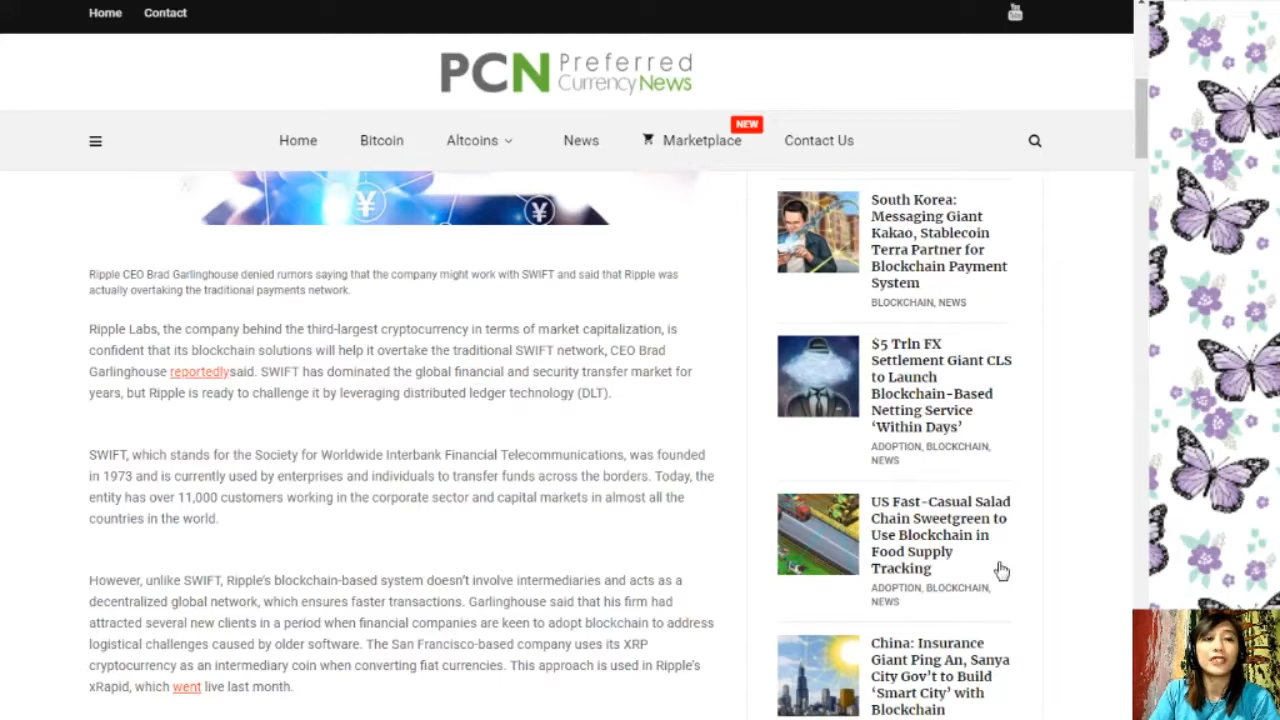 Home Contact
You Tube
PCN Preferred
CurrencyNews
Home Bitcoin Altcoins News Marketplace NEW Contact Us
¥ ¥
Ripple CEO Brad Garlinghouse denied rumors saying that the company might work with SWIFT and said that Ripple was
actually overtaking the traditional payments network.
Ripple Labs, the company behind the third-largest cryptocurrency in terms of market capitalization, is
confident that its blockchain solutions will help it overtake the traditional SWIFT network, CEO Brad
Garlinghouse reportedlysaid. SWIFT has dominated the global financial and security transfer market for
years, but Ripple is ready to challenge it by leveraging distributed ledger technology (DLT).
SWIFT, which stands for the Society for Worldwide Interbank Financial Telecommunications, was founded
in 1973 and is currently used by enterprises and individuals to transfer funds across the borders. Today, the
entity has over 11,000 customers working in the corporate sector and capital markets in almost all the
countries in the world.
However, unlike SWIFT, Ripple's blockchain-based system doesn't involve intermediaries and acts as a
decentralized global network, which ensures faster transactions. Garlinghouse said that his firm had
attracted several new clients in a period when financial companies are keen to adopt blockchain to address
logistical challenges caused by older software. The San Francisco-based company uses its XRP
cryptocurrency as an intermediary coin when converting fiat currencies. This approach is used in Ripple's
xRapid, which went live last month.
South Korea:
Messaging Giant
Kakao, Stablecoin
Terra Partner for
Blockchain Payment
System
BLOCKCHAIN, NEWS
$5 Trln FX
Settlement Giant CLS
to Launch
Blockchain-Based
Netting Service
‘Within Days’
ADOPTION, BLOCKCHAIN,
NEWS
US Fast-Casual Salad
Chain Sweetgreen to
Use Blockchain in
Food Supply
Tracking
ADOPTION, BLOCKCHAIN,
NEWS
China: Insurance
Giant Ping An, Sanya
City Gov’t to Build
‘Smart City’ with
Blockchain